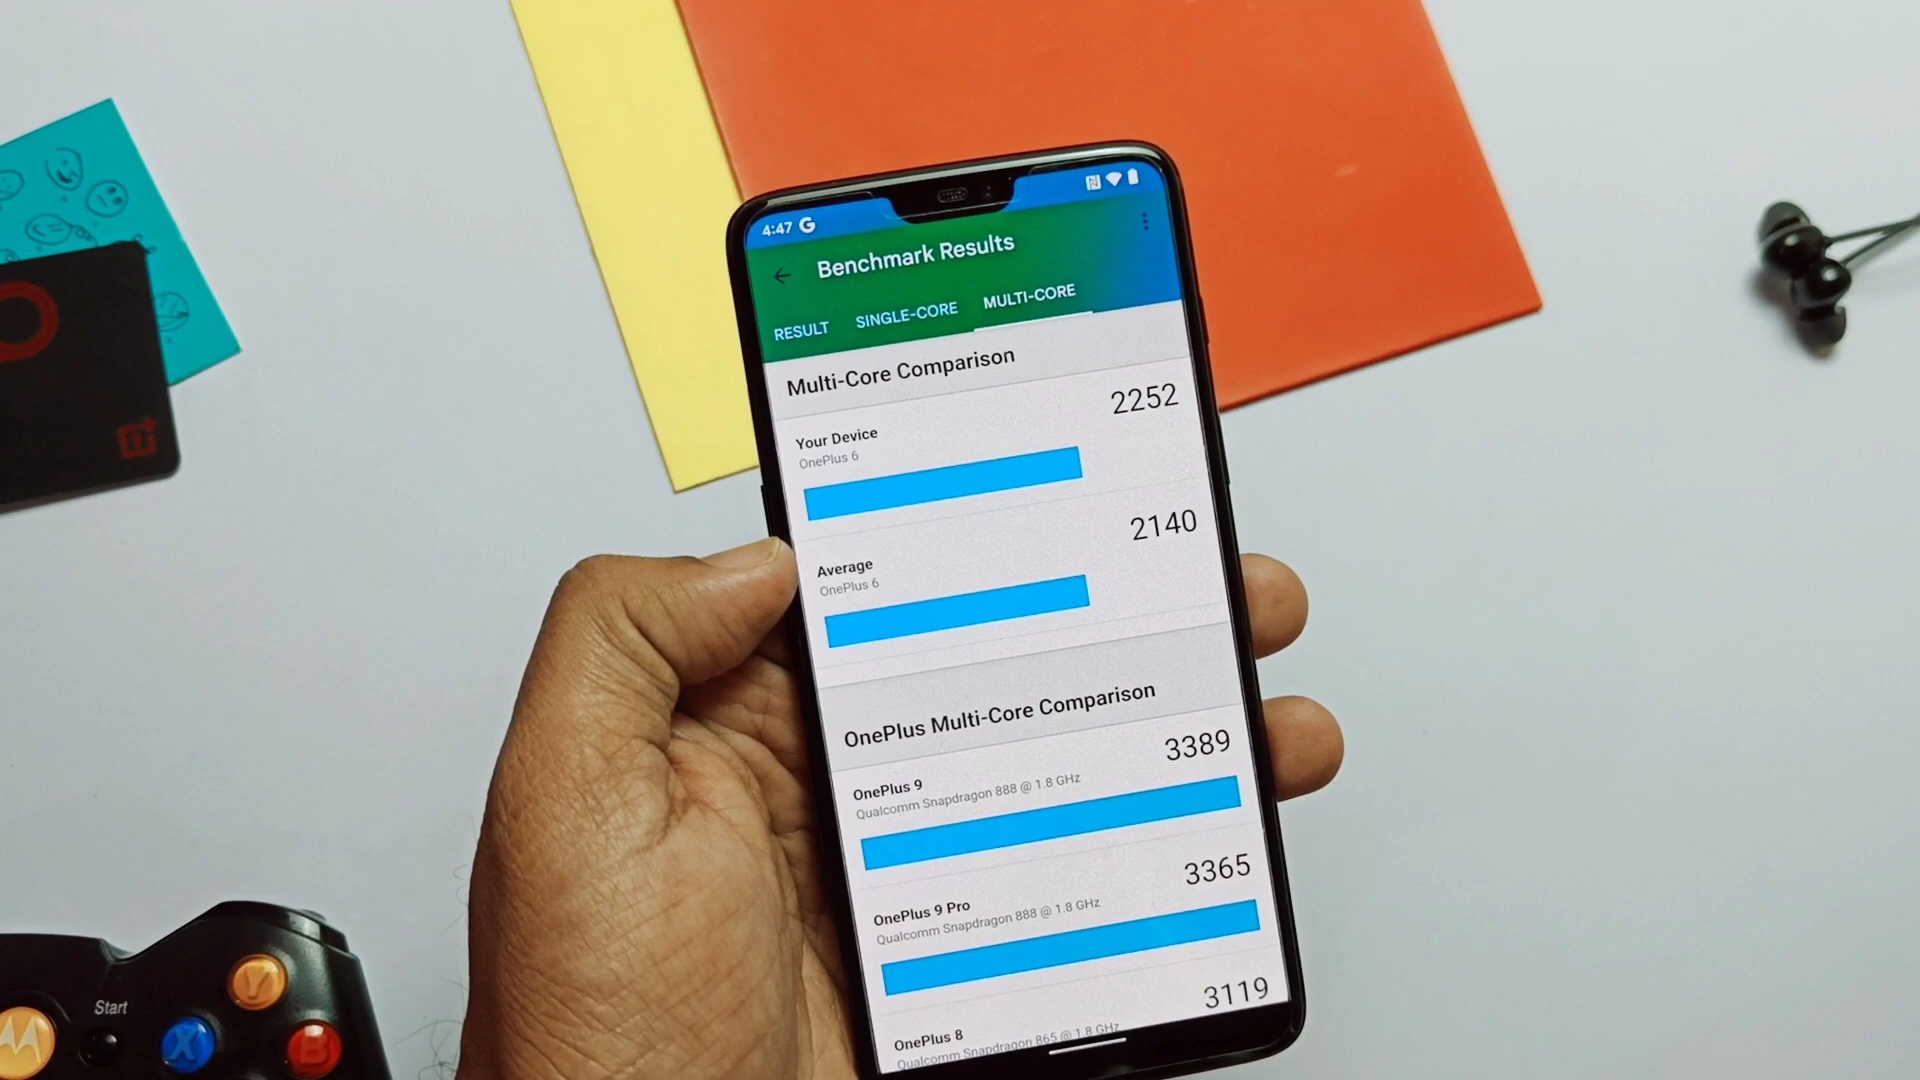 4:47 G
Benchmark Results
RESULT SINGLE-CORE MULTI-CORE
Multi-Core Comparison
2252
Your Device
OnePlus 6
2140
Average
OnePlus 6
OnePlus Multi-Core Comparison
3389
OnePlus 9
Qualcomm Snapdragon 888 @ 1.8 GHz
3365
OnePlus 9 Pro
Qualcomm Snapdragon 888 @ 1.8 GHz
3119
OnePlus 8
Qualcomm Snapdragon 865 @ 1.8 GHz
Start
Y
X
B